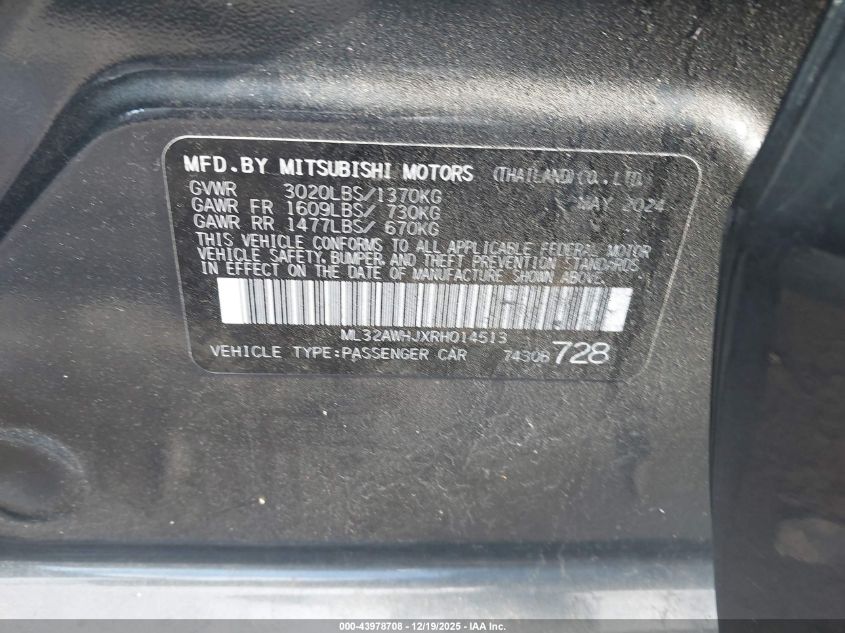 MFD.BY MITSUBISHI MOTORS (THAILAND) CO., LTD.
GVWR 3020LBS/1370KG MAY 2024
GAWR FR 1609LBS/ 730KG
GAWR RR 1477LBS/ 670KG
THIS VEHICLE CONFORMS TO ALL APPLICABLE FEDERAL MOTOR
VEHICLE SAFETY, BUMPER, AND THEFT PREVENTION STANDARDS
IN EFFECT ON THE DATE OF MANUFACTURE SHOWN ABOVE.
ML32AWHJXRH014513
VEHICLE TYPE:PASSENGER CAR 7430B 728
000-43978708 - 12/19/2025 - IAA Inc.